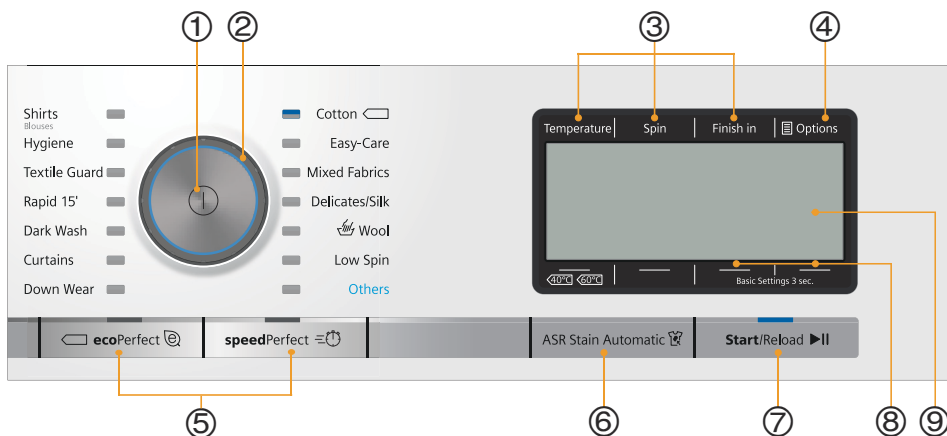 ① ② ③ ④
Shirts
Blouses
Hygiene
Textile Guard
Rapid 15'
Dark Wash
Curtains
Down Wear
Cotton
Easy-Care
Mixed Fabrics
Delicates/Silk
Wool
Low Spin
Others
Temperature Spin Finish in Options
40°C 60°C Basic Settings 3 sec.
ecoPerfect e speedPerfect ASR Stain Automatic Start/Reload
⑤ ⑥ ⑦ ⑧ ⑨